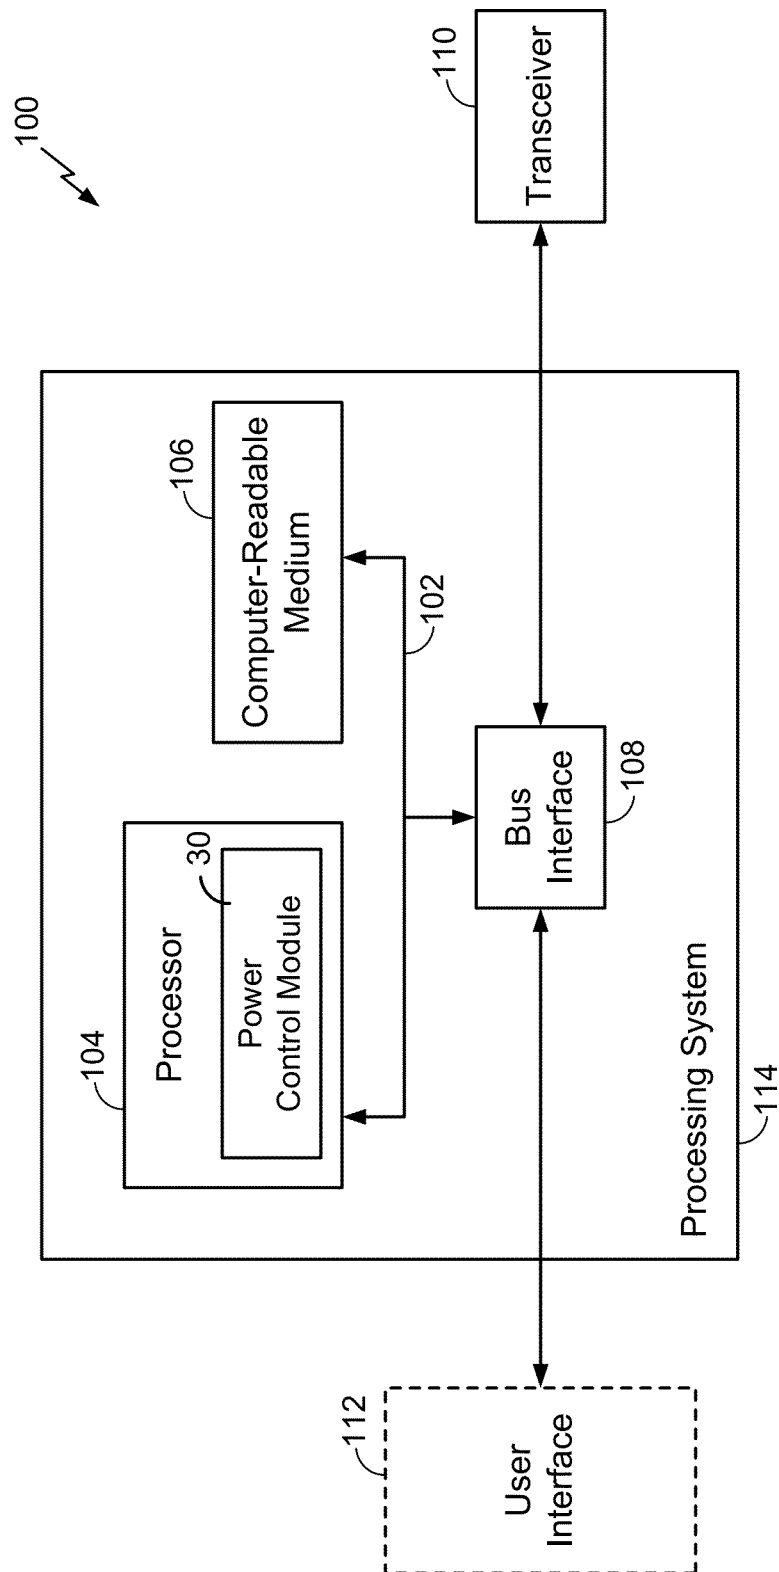 100
104
Processor
30
Power
Control Module
106
Computer-Readable
Medium
102
112
User
Interface
Bus
Interface
108
110
Transceiver
Processing System
114